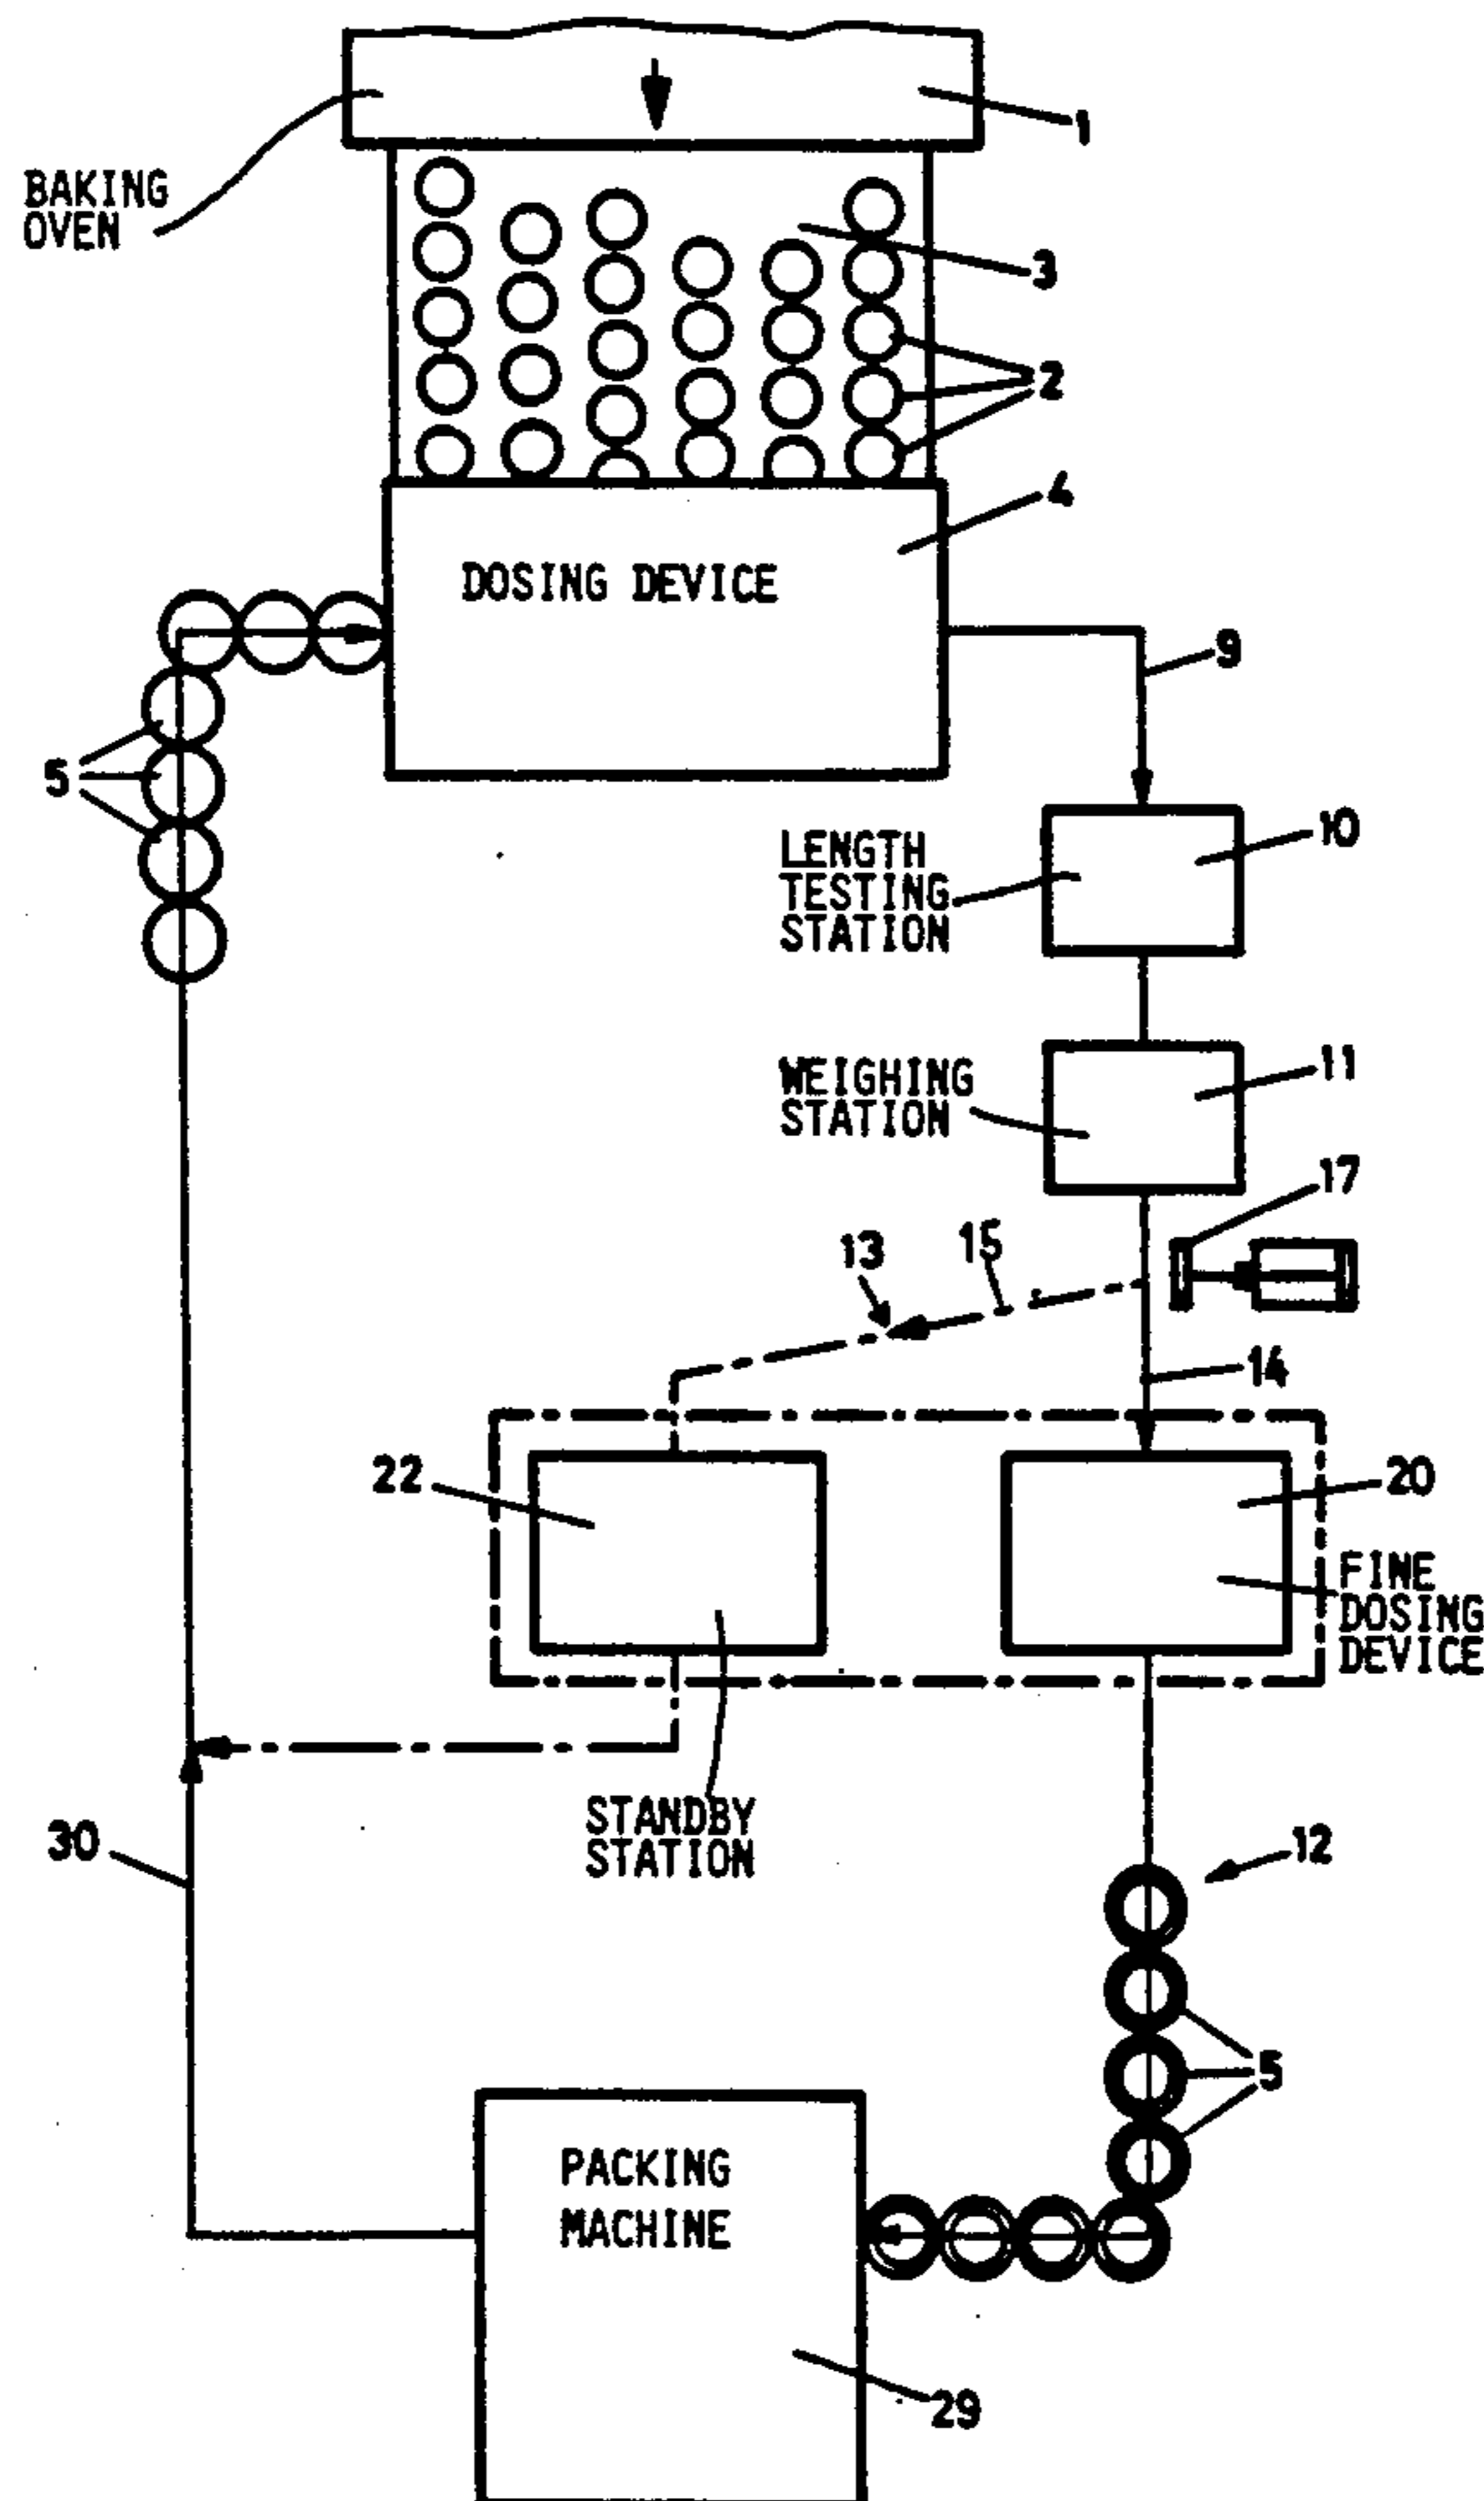 1
BAKING
OVEN
3
2
4
DOSING DEVICE
9
5
10
LENGTH
TESTING
STATION
11
WEIGHING
STATION
17
13
15
14
22
20
FINE
DOSING
DEVICE
STANDBY
STATION
30
12
5
PACKING
MACHINE
29